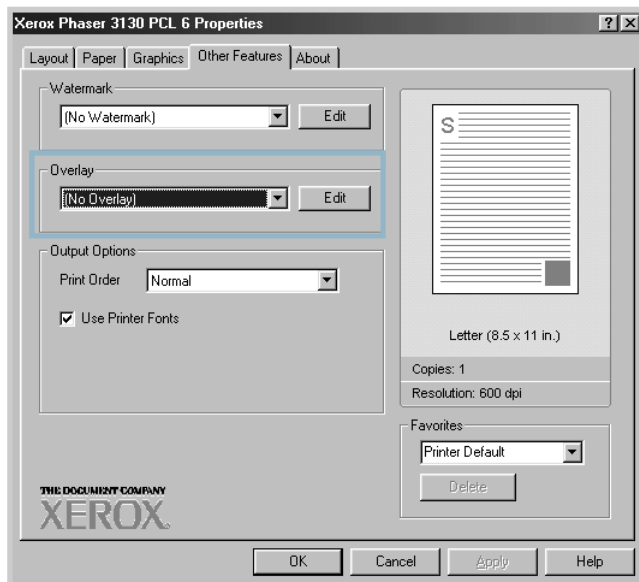 Xerox Phaser 3130 PCL 6 Properties
Layout Paper Graphics Other Features About
Watermark
(No Watermark) Edit
Overlay
(No Overlay) Edit
Output Options
Print Order Normal
Use Printer Fonts
S
Letter (8.5 x 11 in.)
Copies: 1
Resolution: 600 dpi
Favorites
Printer Default
Delete
THE DOCUMENT COMPANY
XEROX
OK Cancel Apply Help